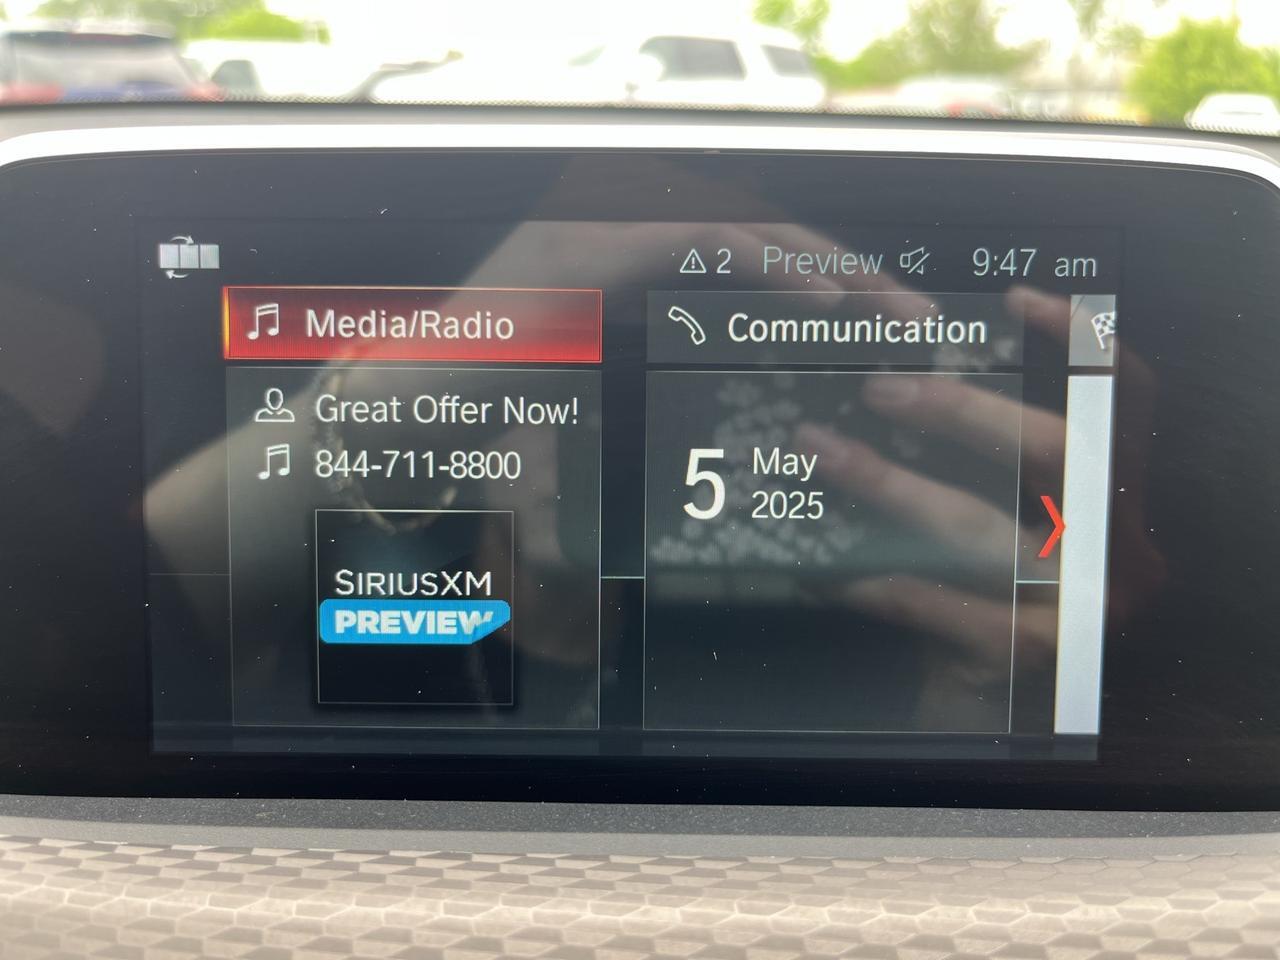 2 Preview 9:47 am
Media/Radio
Communication
Great Offer Now!
844-711-8800
SIRIUSXM
PREVIEW
5 May
2025